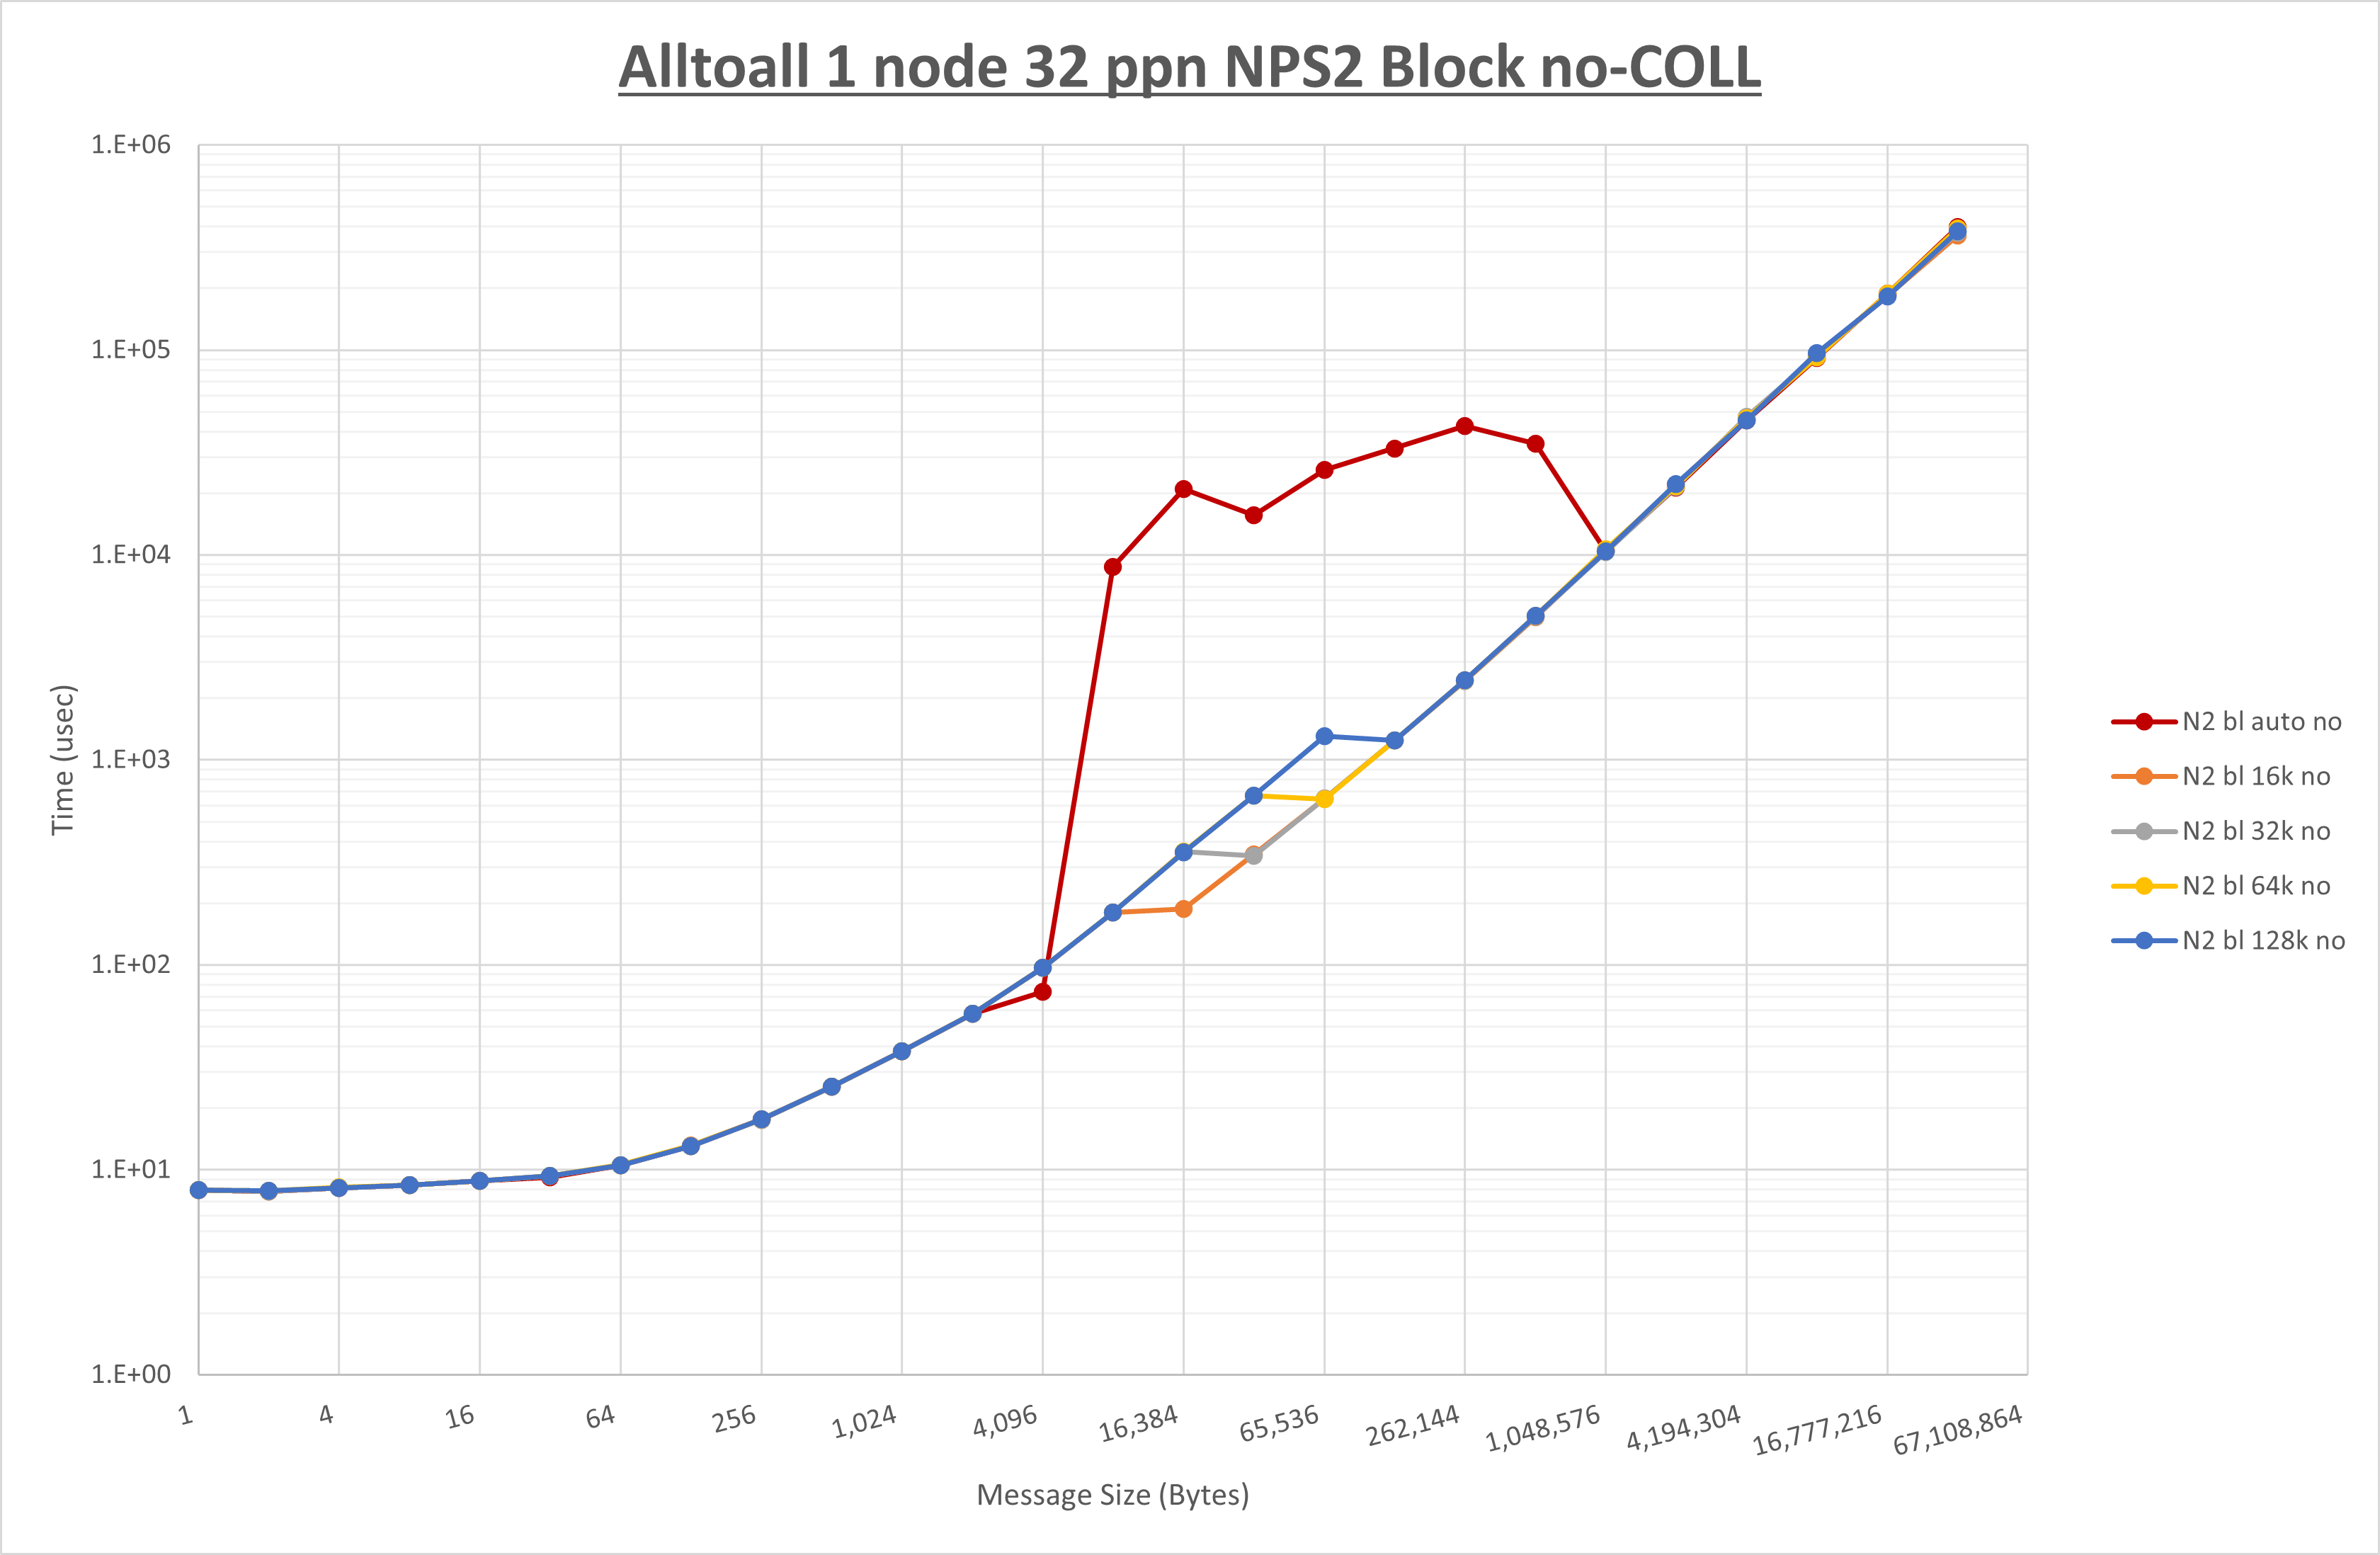 Alltoall 1 node 32 ppn NPS2 Block no-COLL
1.E+06
1.E+05
1.E+04
1.E+03
1.E+02
1.E+01
1.E+00
Time (usec)
1
4
16
64
256
1,024
4,096
16,384
65,536
262,144
1,048,576
4,194,304
16,777,216
67,108,864
Message Size (Bytes)
N2 bl auto no
N2 bl 16k no
N2 bl 32k no
N2 bl 64k no
N2 bl 128k no